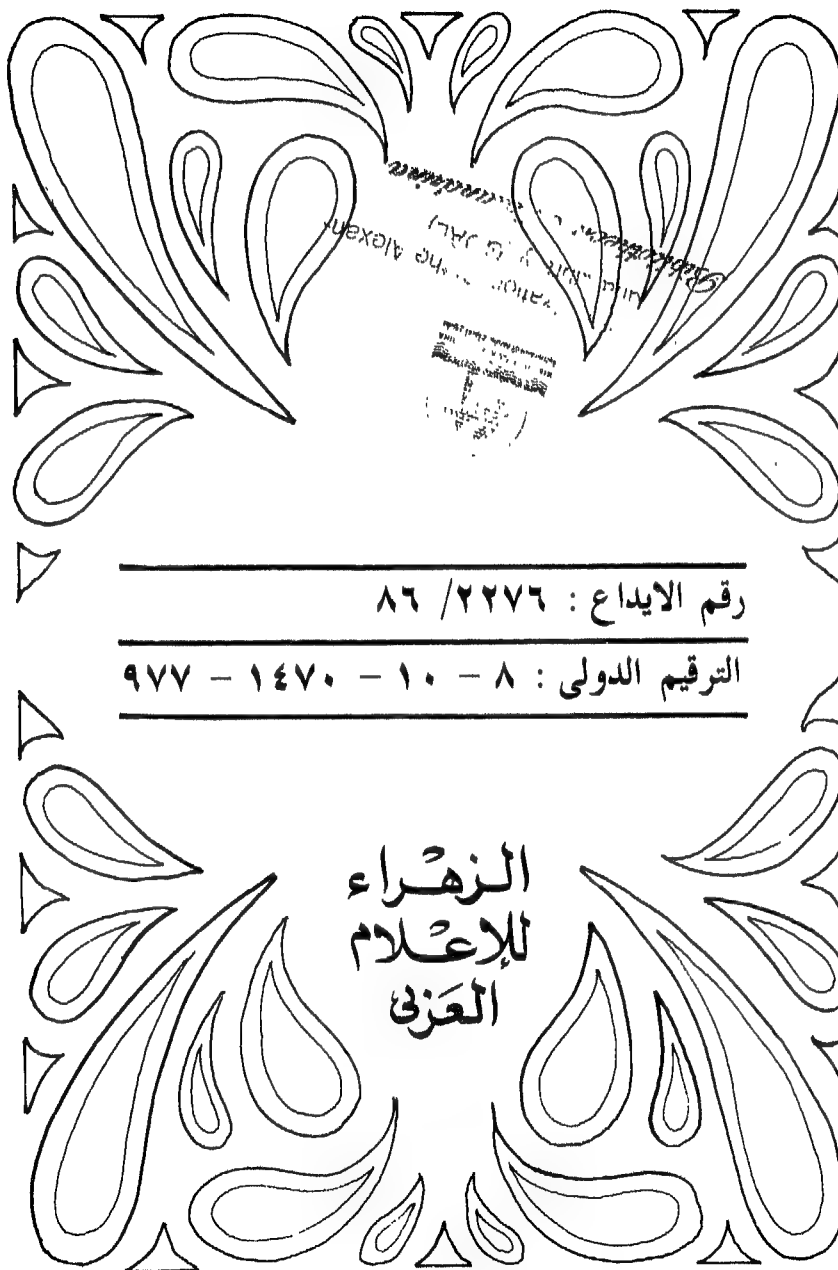 رقم الايداع : ٢٢٧٦/ ٨٦
الترقيم الدولى : ٨ - ١٠ - ١٤٧٠ - ٩٧٧
الزهراء
للإعلام
العربى